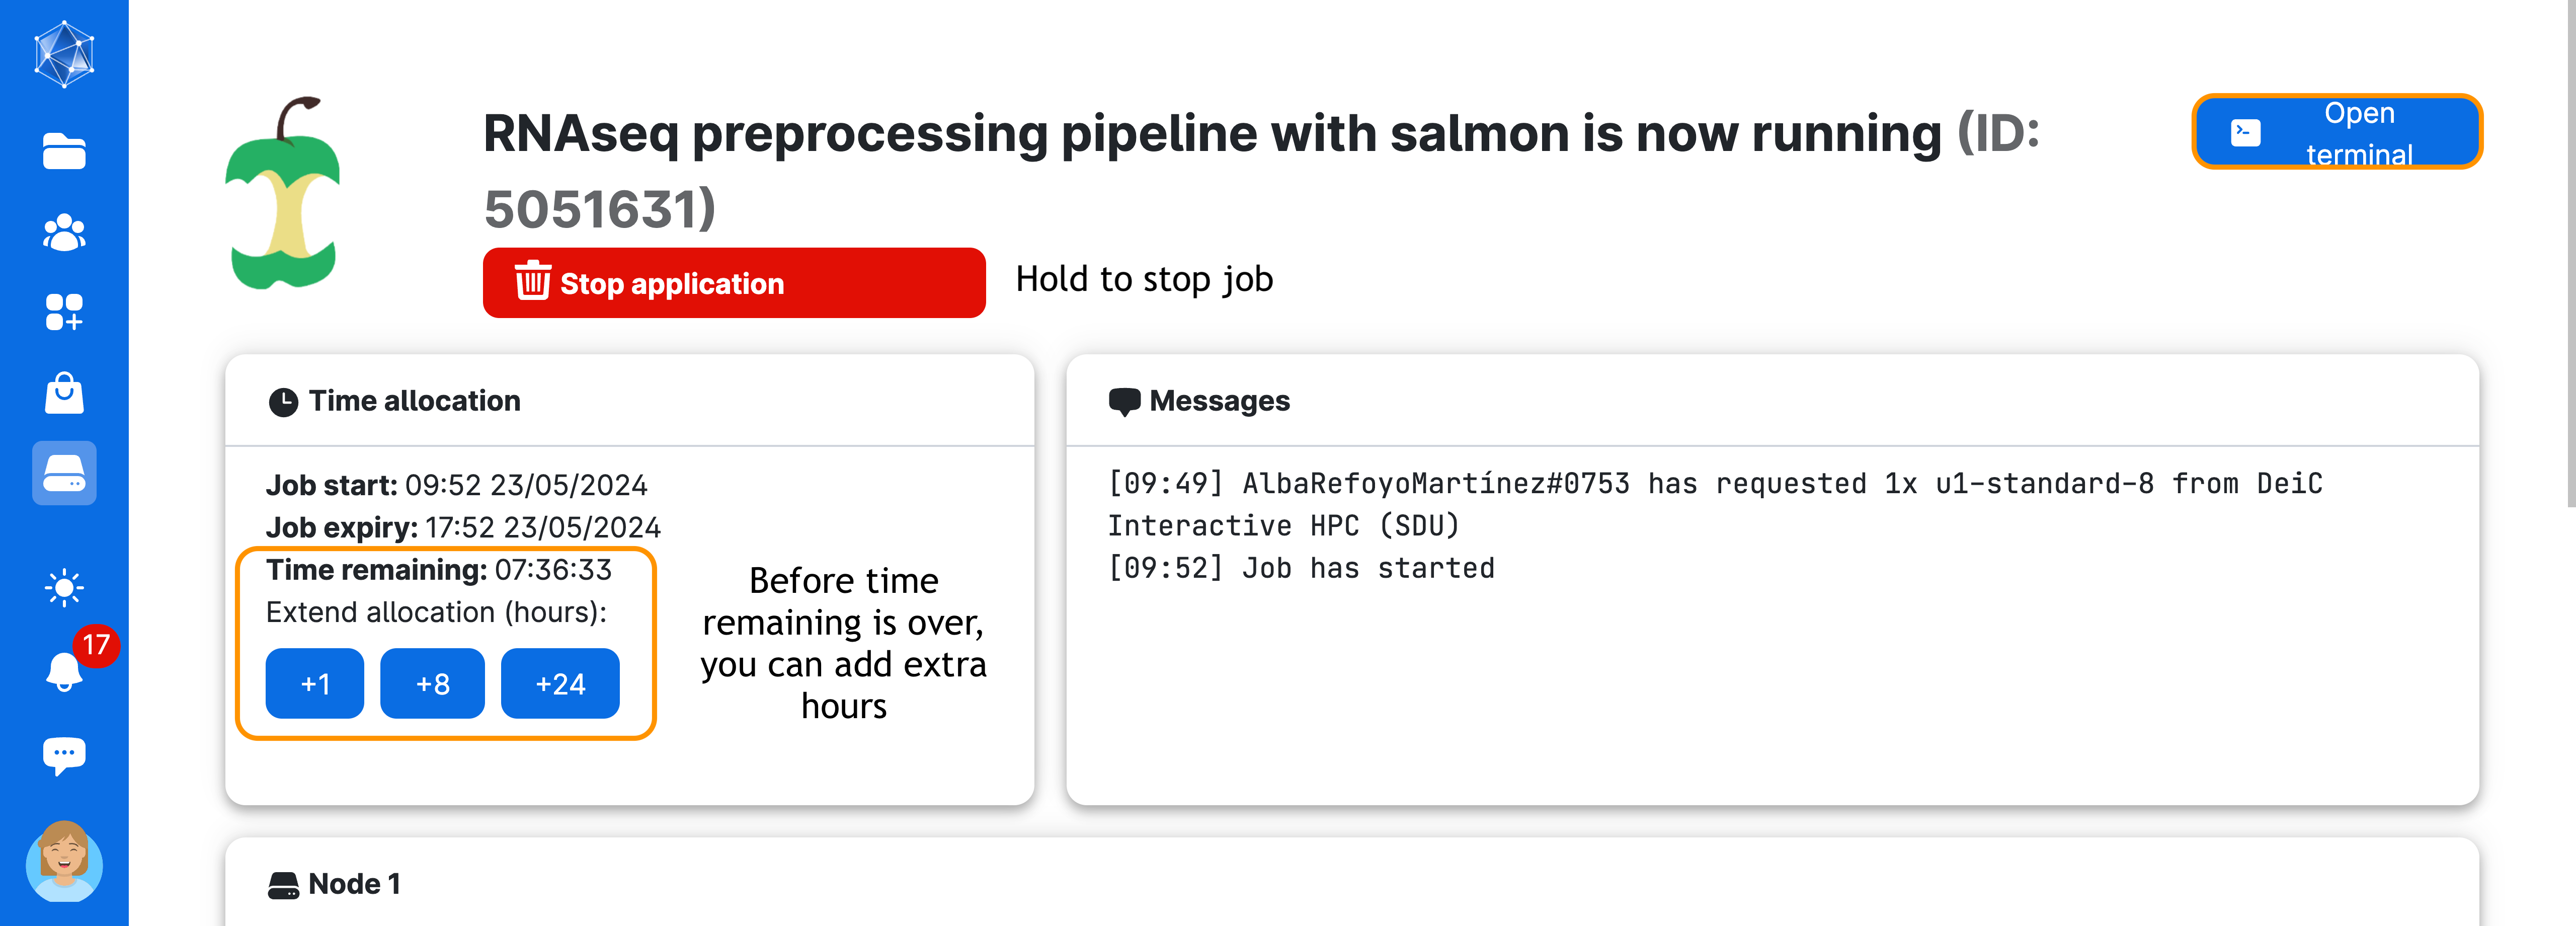 RNAseq preprocessing pipeline with salmon is now running (ID:
5051631)
Open
terminal
Stop application
Hold to stop job
Time allocation
Job start: 09:52 23/05/2024
Job expiry: 17:52 23/05/2024
Time remaining: 07:36:33
Extend allocation (hours):
+1 +8 +24
Before time
remaining is over,
you can add extra
hours
Messages
[09:49] AlbaRefoyoMartínez#0753 has requested 1x u1-standard-8 from DeiC
Interactive HPC (SDU)
[09:52] Job has started
17
Node 1